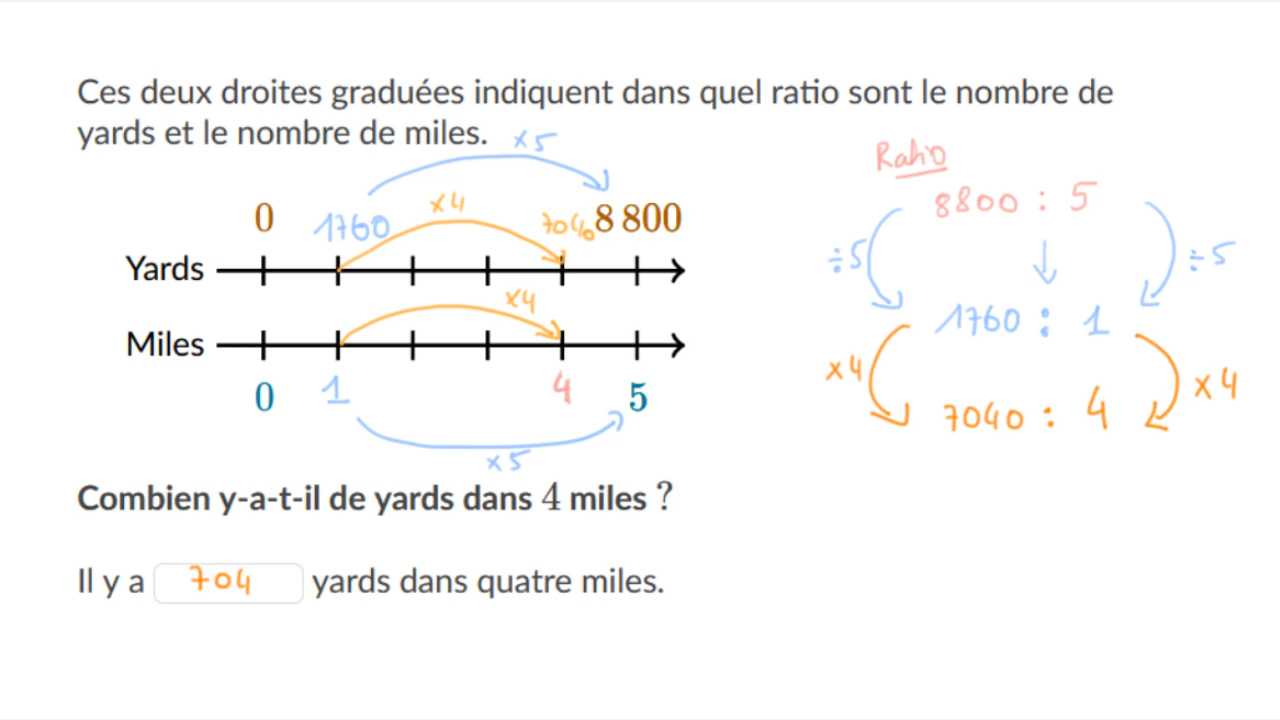 Ces deux droites graduées indiquent dans quel ratio sont le nombre de
yards et le nombre de miles.
×5
Ratio
8800 : 5
0 1760 ×4 7040 8 800
÷5 ÷5
Yards
×4
1760 : 1
Miles
×4 ×4
0 1 4 5
7040 : 4
×5
Combien y-a-t-il de yards dans 4 miles ?
Il y a 704 yards dans quatre miles.